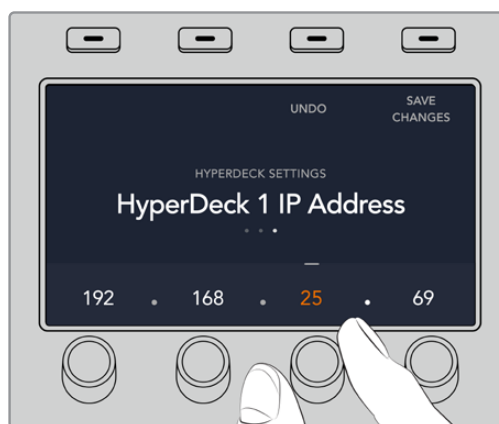 UNDO
SAVE
CHANGES
HYPERDECK SETTINGS
HyperDeck 1 IP Address
192 . 168 . 25 . 69